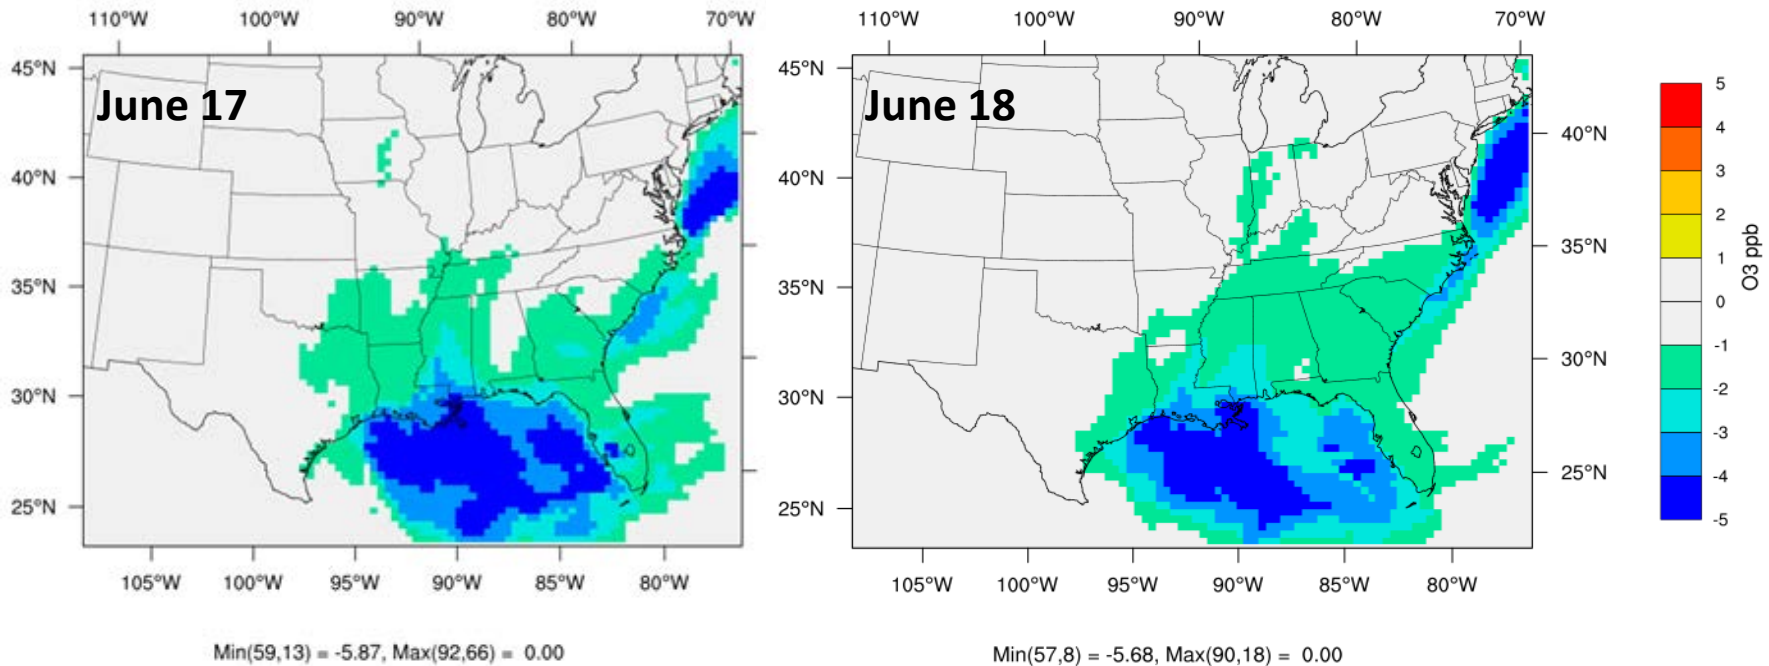 110°W 100°W 90°W 80°W 70°W
45°N
40°N
35°N
30°N
25°N
June 17
105°W 100°W 95°W 90°W 85°W 80°W
Min(59,13) = -5.87, Max(92,66) = 0.00
110°W 100°W 90°W 80°W 70°W
45°N
40°N
35°N
30°N
25°N
June 18
40°N
35°N
30°N
25°N
105°W 100°W 95°W 90°W 85°W 80°W
Min(57,8) = -5.68, Max(90,18) = 0.00
5
4
3
2
1
0
-1
-2
-3
-4
-5
O3 ppb